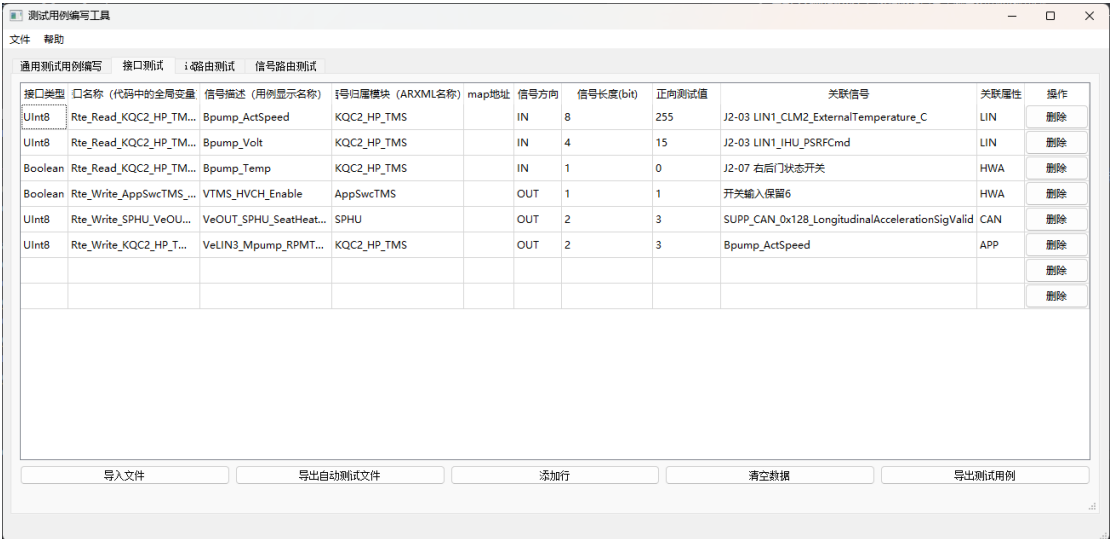 测试用例编写工具
文件 帮助
通用测试用例编写 接口测试 id路由测试 信号路由测试
接口类型 口名称（代码中的全局变量 信号描述（用例显示名称） 号归属模块（ARXML名称） map地址 信号方向 信号长度(bit) 正向测试值 关联信号 关联属性 操作
UInt8 Rte_Read_KQC2_HP_TM... Bpump_ActSpeed KQC2_HP_TMS IN 8 255 J2-03 LIN1_CLM2_ExternalTemperature_C LIN 删除
UInt8 Rte_Read_KQC2_HP_TM... Bpump_Volt KQC2_HP_TMS IN 4 15 J2-03 LIN1_IHU_PSRFCmd LIN 删除
Boolean Rte_Read_KQC2_HP_TM... Bpump_Temp KQC2_HP_TMS IN 1 0 J2-07 右后门状态开关 HWA 删除
Boolean Rte_Write_AppSwcTMS_... VTMS_HVCH_Enable AppSwcTMS OUT 1 1 开关输入保留6 HWA 删除
UInt8 Rte_Write_SPHU_VeOU... VeOUT_SPHU_SeatHeat... SPHU OUT 2 3 SUPP_CAN_0x128_LongitudinalAccelerationSigValid CAN 删除
UInt8 Rte_Write_KQC2_HP_T... VeLIN3_Mpump_RPMT... KQC2_HP_TMS OUT 2 3 Bpump_ActSpeed APP 删除
删除
删除
导入文件 导出自动测试文件 添加行 清空数据 导出测试用例